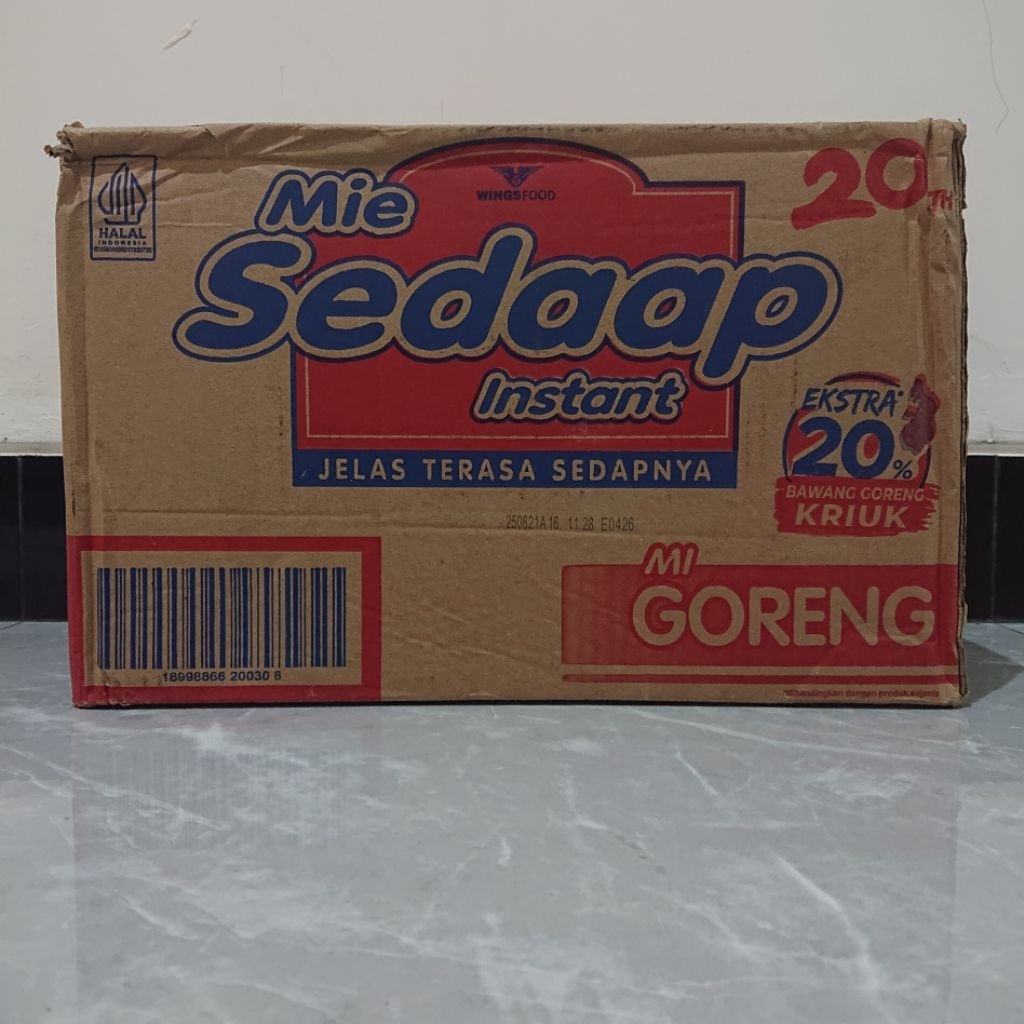 HALAL
INDONESIA
WINGSFOOD
Mie
Sedaap
Instant
JELAS TERASA SEDAPNYA
20TH
EKSTRA*
20%
BAWANG GORENG
KRIUK
250821A16 11:28 E0426
MI
GORENG
18998866 20030 8
*dibandingkan dengan produk sejenis